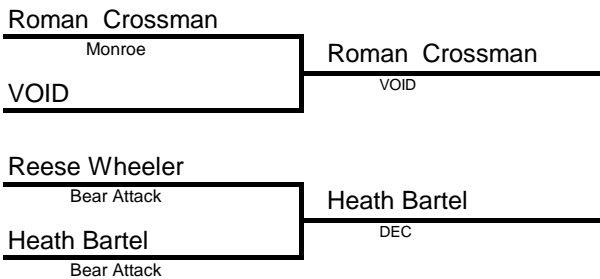 Roman  Crossman
Monroe
Roman  Crossman
VOID
VOID
Reese Wheeler
Bear Attack
Heath Bartel
DEC
Heath Bartel
Bear Attack